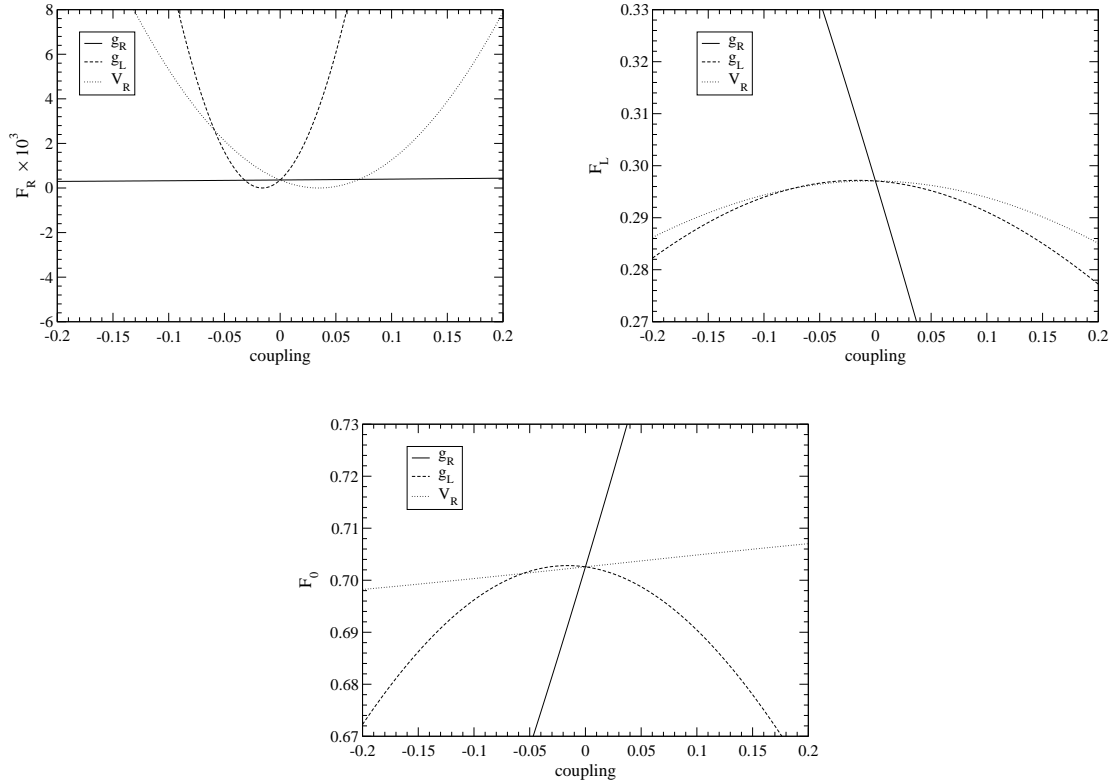 8
6
4
2
0
-2
-4
-6
F_R × 10^3
g_R
g_L
V_R
-0.2 -0.15 -0.1 -0.05 0 0.05 0.1 0.15 0.2
coupling
0.33
0.32
0.31
0.30
0.29
0.28
0.27
F_L
g_R
g_L
V_R
-0.2 -0.15 -0.1 -0.05 0 0.05 0.1 0.15 0.2
coupling
0.73
0.72
0.71
0.70
0.69
0.68
0.67
F_0
g_R
g_L
V_R
-0.2 -0.15 -0.1 -0.05 0 0.05 0.1 0.15 0.2
coupling